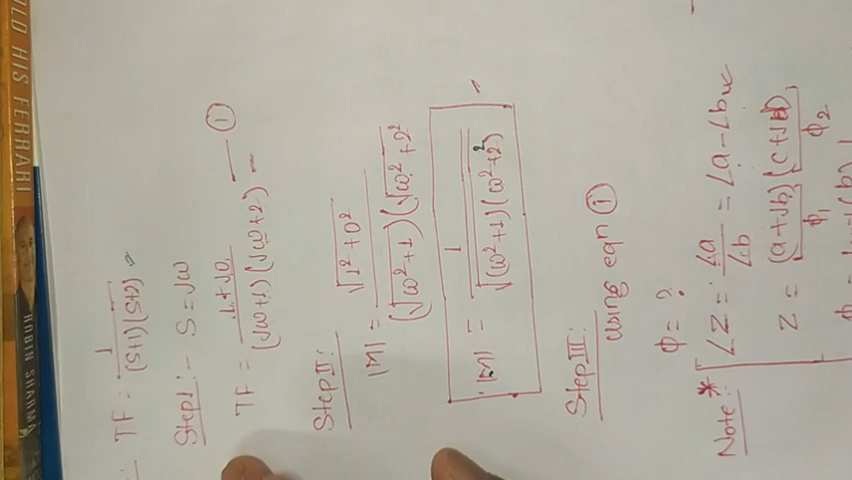 OLD HIS FERRARI
ROBIN SHARMA
TF = 1 / (s+1)(s+2)
Step I :- S = Jω
TF = 1+J0 / (Jω+1)(Jω+2) — ①
Step II :
|M| = √1²+0² / (√ω²+1)(√ω²+2²
|M| = 1 / √(ω²+1)(ω²+2²)
Step III :
Using eqn ①
Φ = ?
Note :* ∠Z = ∠a / ∠b = ∠a - ∠b
Z = (a+Jb) (c+Jd)
Φ1 Φ2